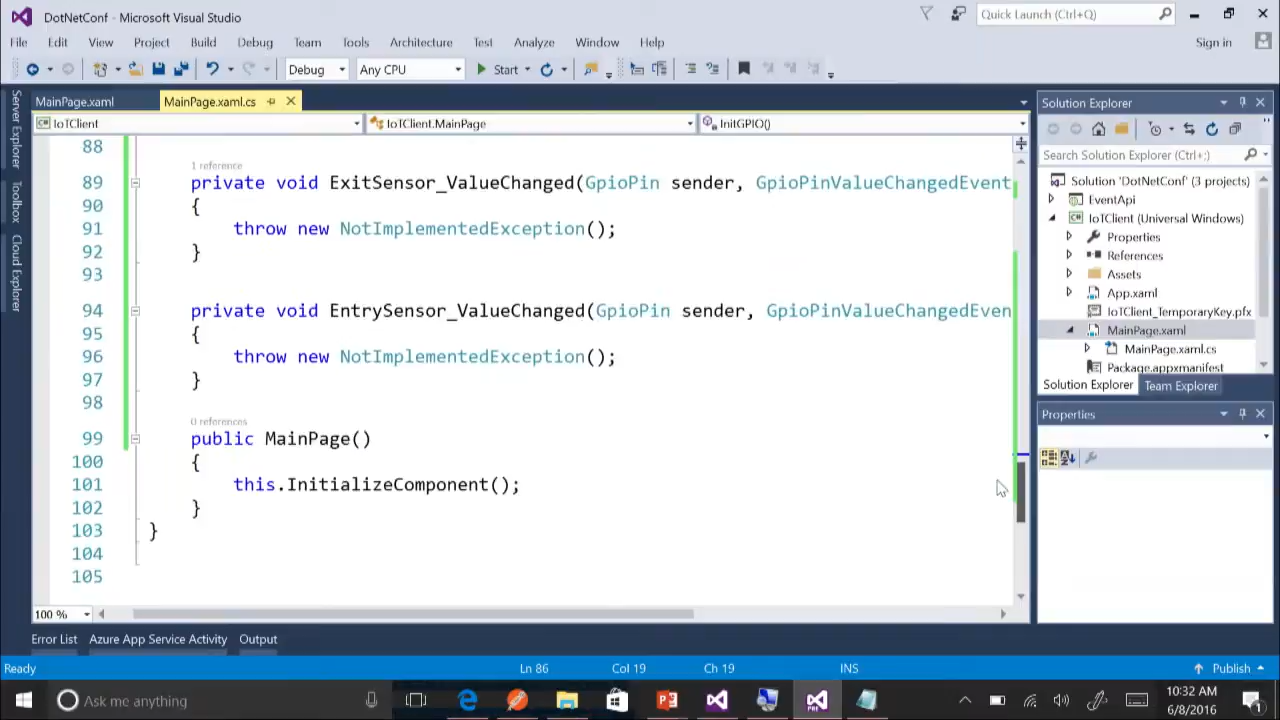 DotNetConf - Microsoft Visual Studio
Quick Launch (Ctrl+Q)
File Edit View Project Build Debug Team Tools Architecture Test Analyze Window Help
Sign in
Debug Any CPU Start
Server Explorer
Toolbox
Cloud Explorer
MainPage.xaml MainPage.xaml.cs
IoTClient IoTClient.MainPage InitGPIO()
88
1 reference
89 private void ExitSensor_ValueChanged(GpioPin sender, GpioPinValueChangedEvent
90 {
91 throw new NotImplementedException();
92 }
93
94 private void EntrySensor_ValueChanged(GpioPin sender, GpioPinValueChangedEven
95 {
96 throw new NotImplementedException();
97 }
98
0 references
99 public MainPage()
100 {
101 this.InitializeComponent();
102 }
103 }
104
105
100 %
Solution Explorer
Search Solution Explorer (Ctrl+;)
Solution 'DotNetConf' (3 projects)
EventApi
IoTClient (Universal Windows)
Properties
References
Assets
App.xaml
IoTClient_TemporaryKey.pfx
MainPage.xaml
MainPage.xaml.cs
Package.appxmanifest
Solution Explorer Team Explorer
Properties
Error List Azure App Service Activity Output
Ready Ln 86 Col 19 Ch 19 INS Publish
Ask me anything
10:32 AM
6/8/2016